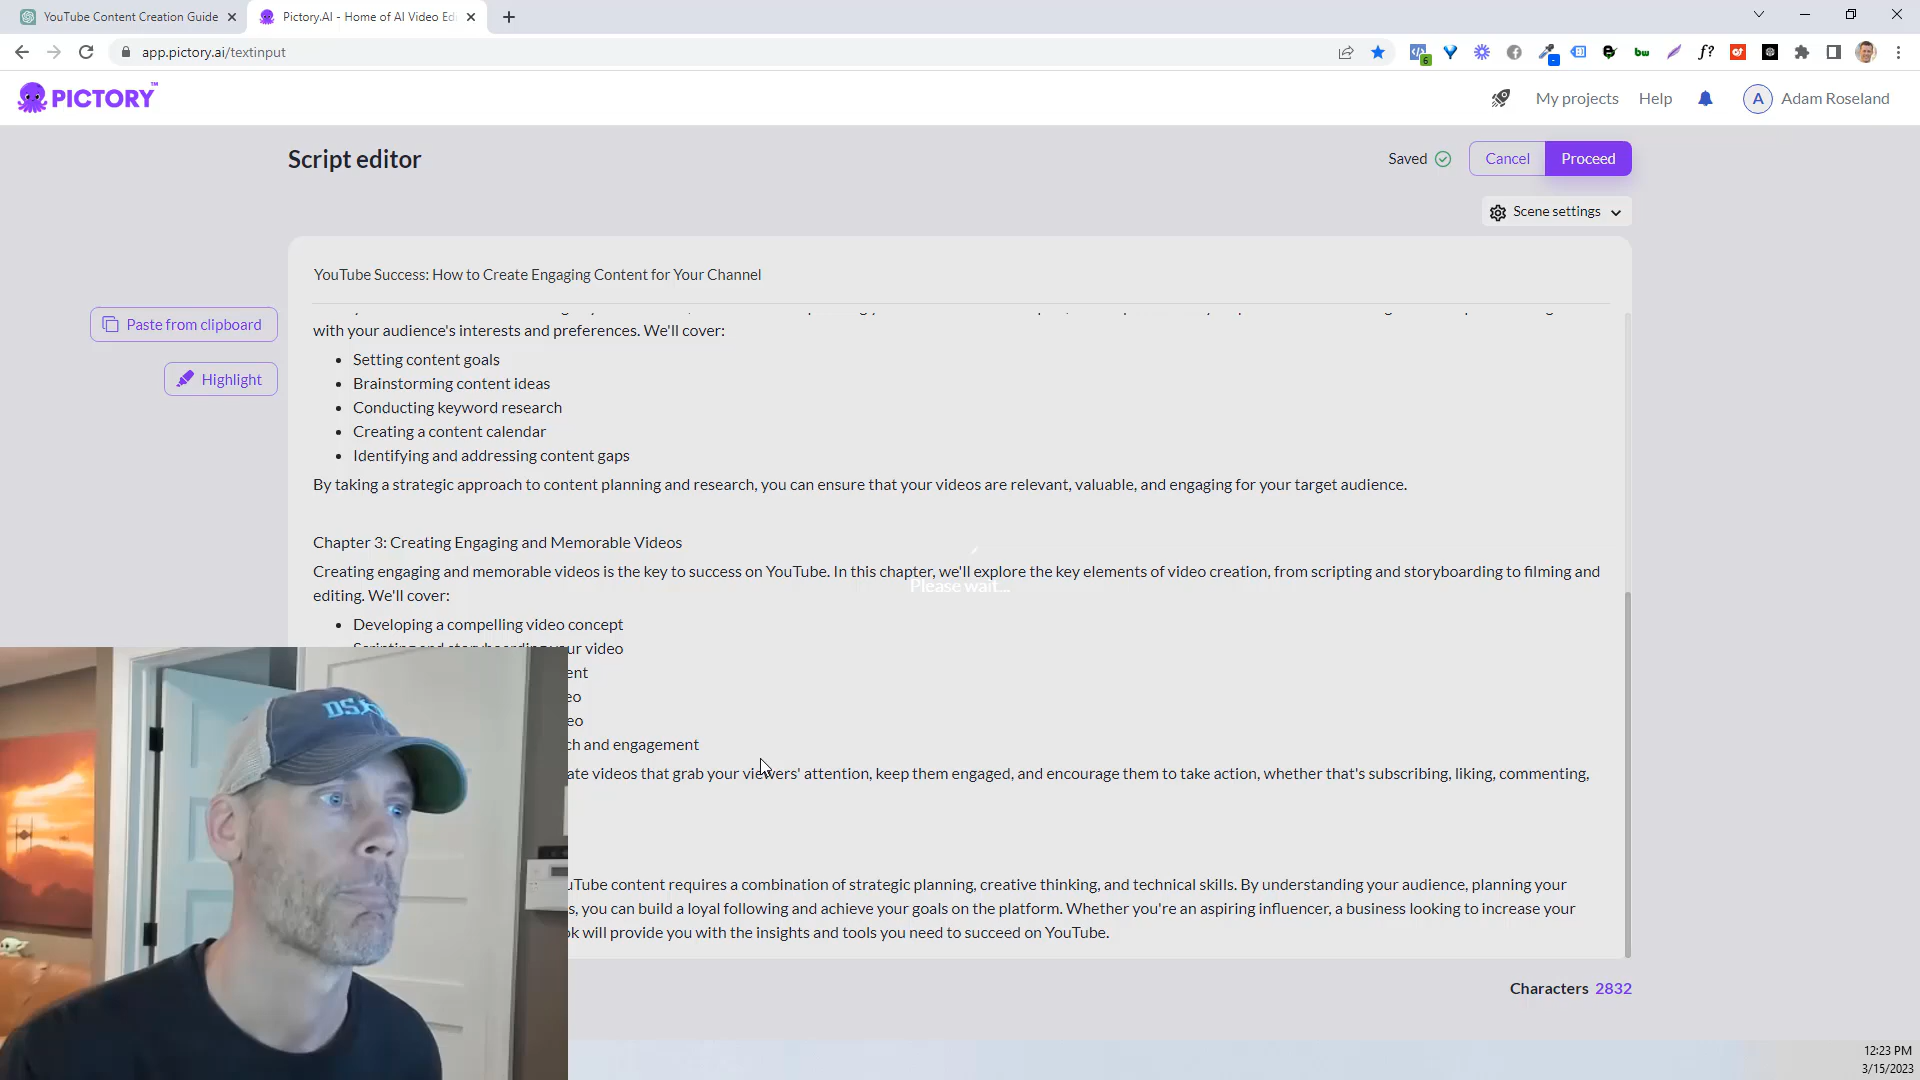 YouTube Content Creation Guide
Pictory.AI - Home of AI Video Edi
app.pictory.ai/textinput
6
bw
f?
PICTORY
™
My projects
Help
A
Adam Roseland
Script editor
Saved
Cancel
Proceed
Scene settings
YouTube Success: How to Create Engaging Content for Your Channel
Paste from clipboard
Highlight
with your audience's interests and preferences. We'll cover:
• Setting content goals
• Brainstorming content ideas
• Conducting keyword research
• Creating a content calendar
• Identifying and addressing content gaps
By taking a strategic approach to content planning and research, you can ensure that your videos are relevant, valuable, and engaging for your target audience.
Chapter 3: Creating Engaging and Memorable Videos
Creating engaging and memorable videos is the key to success on YouTube. In this chapter, we'll explore the key elements of video creation, from scripting and storyboarding to filming and
Please wait...
editing. We'll cover:
• Developing a compelling video concept
Scripting and storyboarding your video
ent
eo
eo
ch and engagement
ate videos that grab your viewers' attention, keep them engaged, and encourage them to take action, whether that's subscribing, liking, commenting,
uTube content requires a combination of strategic planning, creative thinking, and technical skills. By understanding your audience, planning your
s, you can build a loyal following and achieve your goals on the platform. Whether you're an aspiring influencer, a business looking to increase your
ok will provide you with the insights and tools you need to succeed on YouTube.
Characters 2832
12:23 PM
3/15/2023